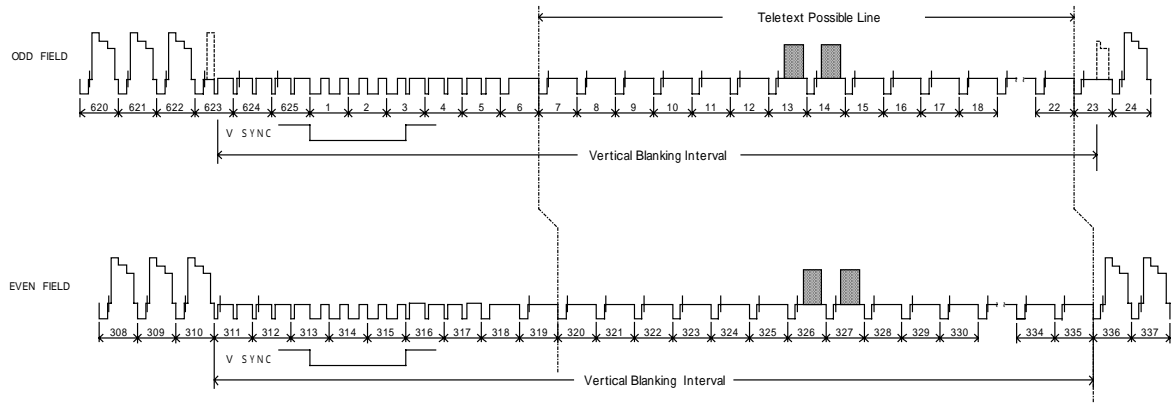 Teletext Possible Line
ODD FIELD
620 621 622 623 624 625 1 2 3 4 5 6 7 8 9 10 11 12 13 14 15 16 17 18 22 23 24
V SYNC
Vertical Blanking Interval
EVEN FIELD
308 309 310 311 312 313 314 315 316 317 318 319 320 321 322 323 324 325 326 327 328 329 330 334 335 336 337
V SYNC
Vertical Blanking Interval